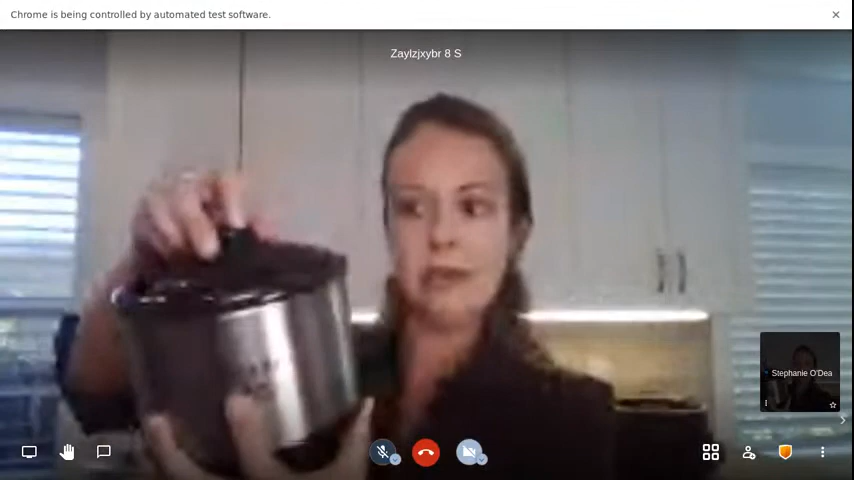 Chrome is being controlled by automated test software.
Zaylzjxybr 8 S
Stephanie O'Dea